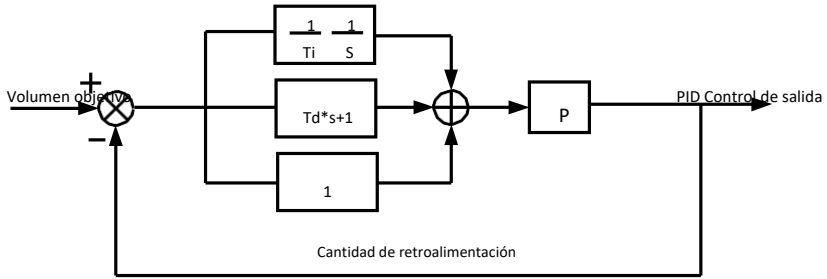 1 1
Ti S
+
Volumen objetivo
PID Control de salida
Td*s+1
P
−
1
Cantidad de retroalimentación